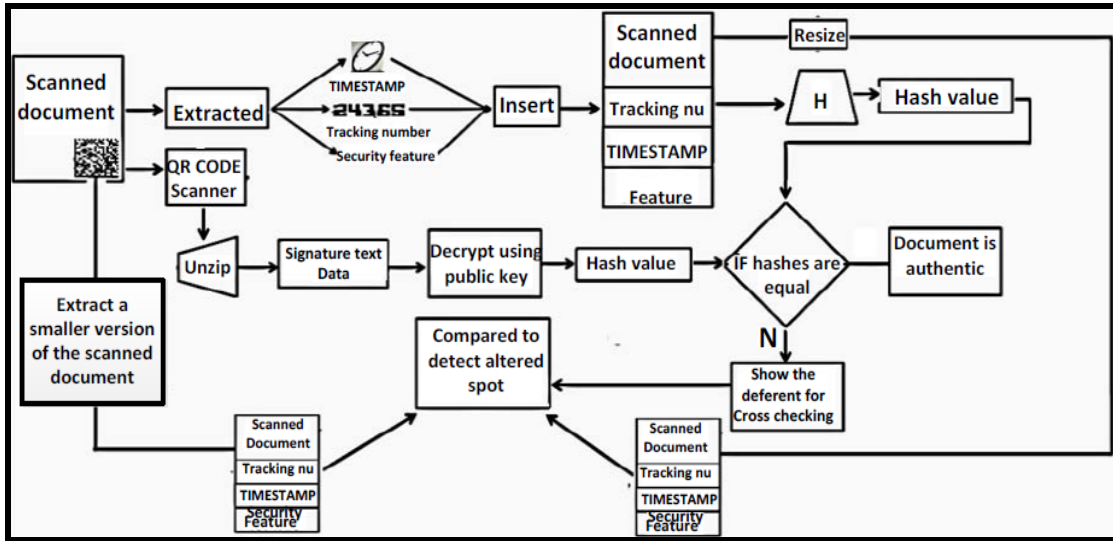 Scanned
document
Extracted
TIMESTAMP
243,65
Tracking number
Security feature
Insert
Scanned
document
Tracking nu
TIMESTAMP
Feature
Resize
H
Hash value
QR CODE
Scanner
Unzip
Signature text
Data
Decrypt using
public key
Hash value
IF hashes are
equal
Document is
authentic
N
Show the
deferent for
Cross checking
Compared to
detect altered
spot
Extract a
smaller version
of the scanned
document
Scanned
Document
Tracking nu
TIMESTAMP
Security
Feature
Scanned
Document
Tracking nu
TIMESTAMP
Security
Feature